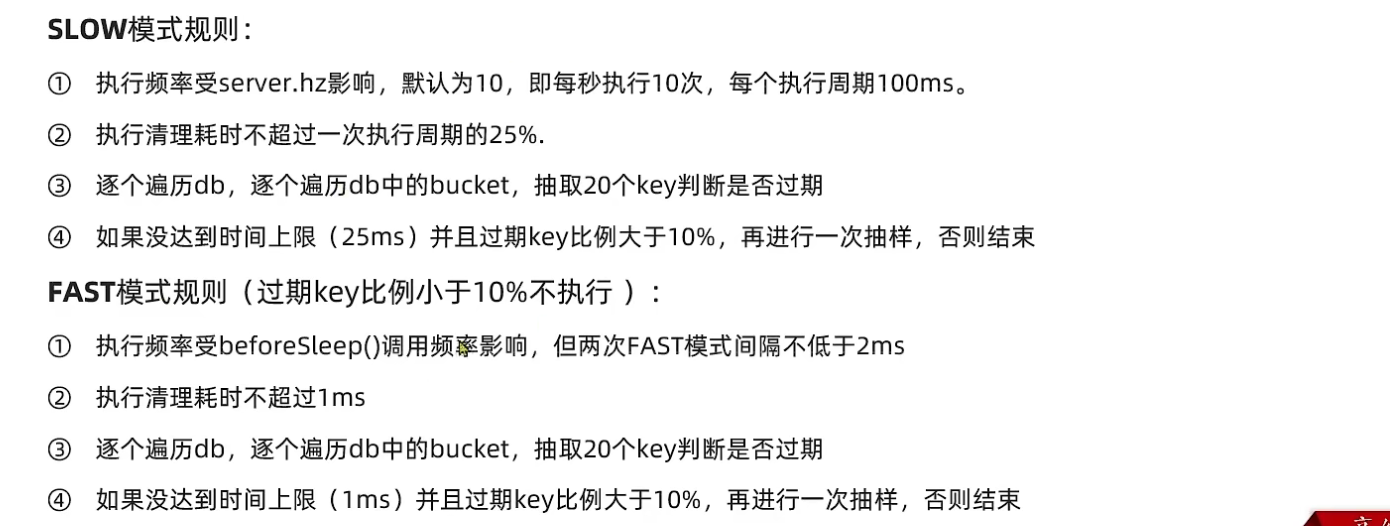 SLOW模式规则：
① 执行频率受server.hz影响，默认为10，即每秒执行10次，每个执行周期100ms。
② 执行清理耗时不超过一次执行周期的25%.
③ 逐个遍历db，逐个遍历db中的bucket，抽取20个key判断是否过期
④ 如果没达到时间上限（25ms）并且过期key比例大于10%，再进行一次抽样，否则结束
FAST模式规则（过期key比例小于10%不执行 ）：
① 执行频率受beforeSleep()调用频率影响，但两次FAST模式间隔不低于2ms
② 执行清理耗时不超过1ms
③ 逐个遍历db，逐个遍历db中的bucket，抽取20个key判断是否过期
④ 如果没达到时间上限（1ms）并且过期key比例大于10%，再进行一次抽样，否则结束